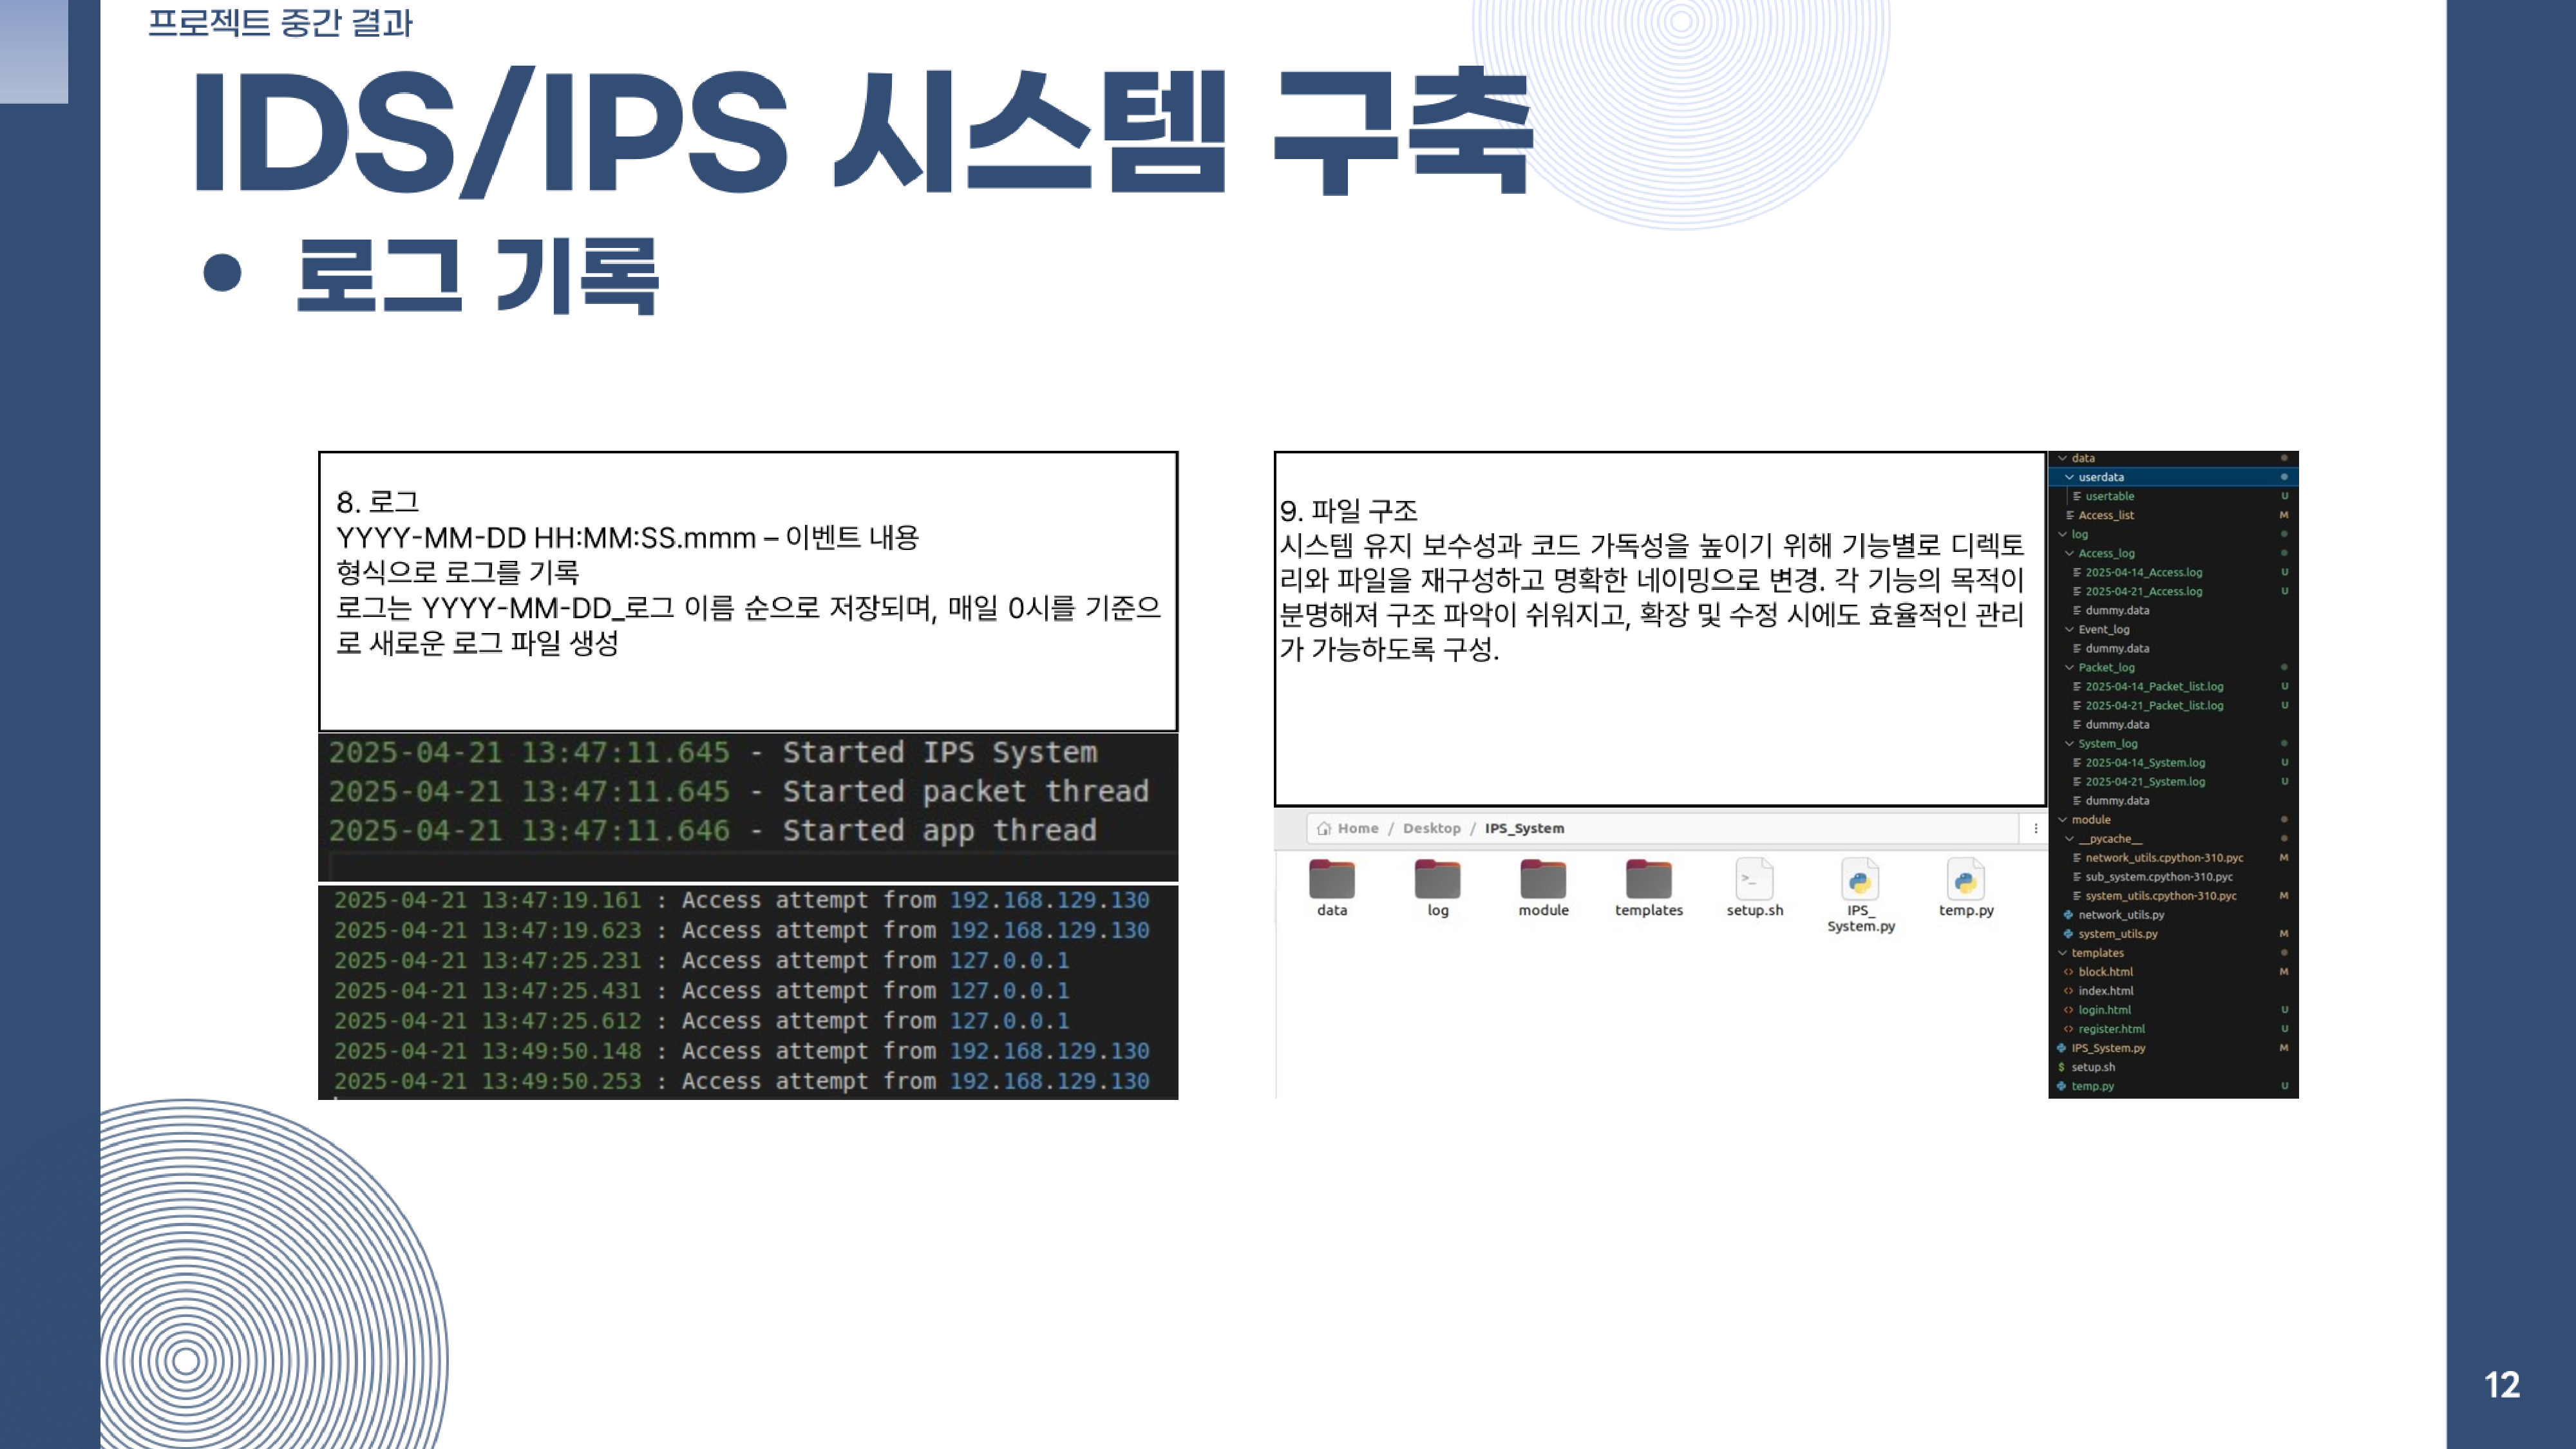 프로젝트 중간 결과
IDS/IPS 시스템 구축
• 로그 기록
8. 로그
YYYY-MM-DD HH:MM:SS.mmm – 이벤트 내용
형식으로 로그를 기록
로그는 YYYY-MM-DD_로그 이름 순으로 저장되며, 매일 0시를 기준으
로 새로운 로그 파일 생성
2025-04-21 13:47:11.645 - Started IPS System
2025-04-21 13:47:11.645 - Started packet thread
2025-04-21 13:47:11.646 - Started app thread
2025-04-21 13:47:19.161 : Access attempt from 192.168.129.130
2025-04-21 13:47:19.623 : Access attempt from 192.168.129.130
2025-04-21 13:47:25.231 : Access attempt from 127.0.0.1
2025-04-21 13:47:25.431 : Access attempt from 127.0.0.1
2025-04-21 13:47:25.612 : Access attempt from 127.0.0.1
2025-04-21 13:49:50.148 : Access attempt from 192.168.129.130
2025-04-21 13:49:50.253 : Access attempt from 192.168.129.130
9. 파일 구조
시스템 유지 보수성과 코드 가독성을 높이기 위해 기능별로 디렉토
리와 파일을 재구성하고 명확한 네이밍으로 변경. 각 기능의 목적이
분명해져 구조 파악이 쉬워지고, 확장 및 수정 시에도 효율적인 관리
가 가능하도록 구성.
Home / Desktop / IPS_System
data
log
module
templates
setup.sh
IPS_
System.py
temp.py
data
userdata
usertable U
Access_list M
log
Access_log
2025-04-14_Access.log U
2025-04-21_Access.log U
dummy.data
Event_log
dummy.data
Packet_log
2025-04-14_Packet_list.log U
2025-04-21_Packet_list.log U
dummy.data
System_log
2025-04-14_System.log U
2025-04-21_System.log U
dummy.data
module
__pycache__
network_utils.cpython-310.pyc M
sub_system.cpython-310.pyc
system_utils.cpython-310.pyc M
network_utils.py
system_utils.py M
templates
<> block.html M
<> index.html
<> login.html U
<> register.html U
IPS_System.py M
$ setup.sh
temp.py U
12